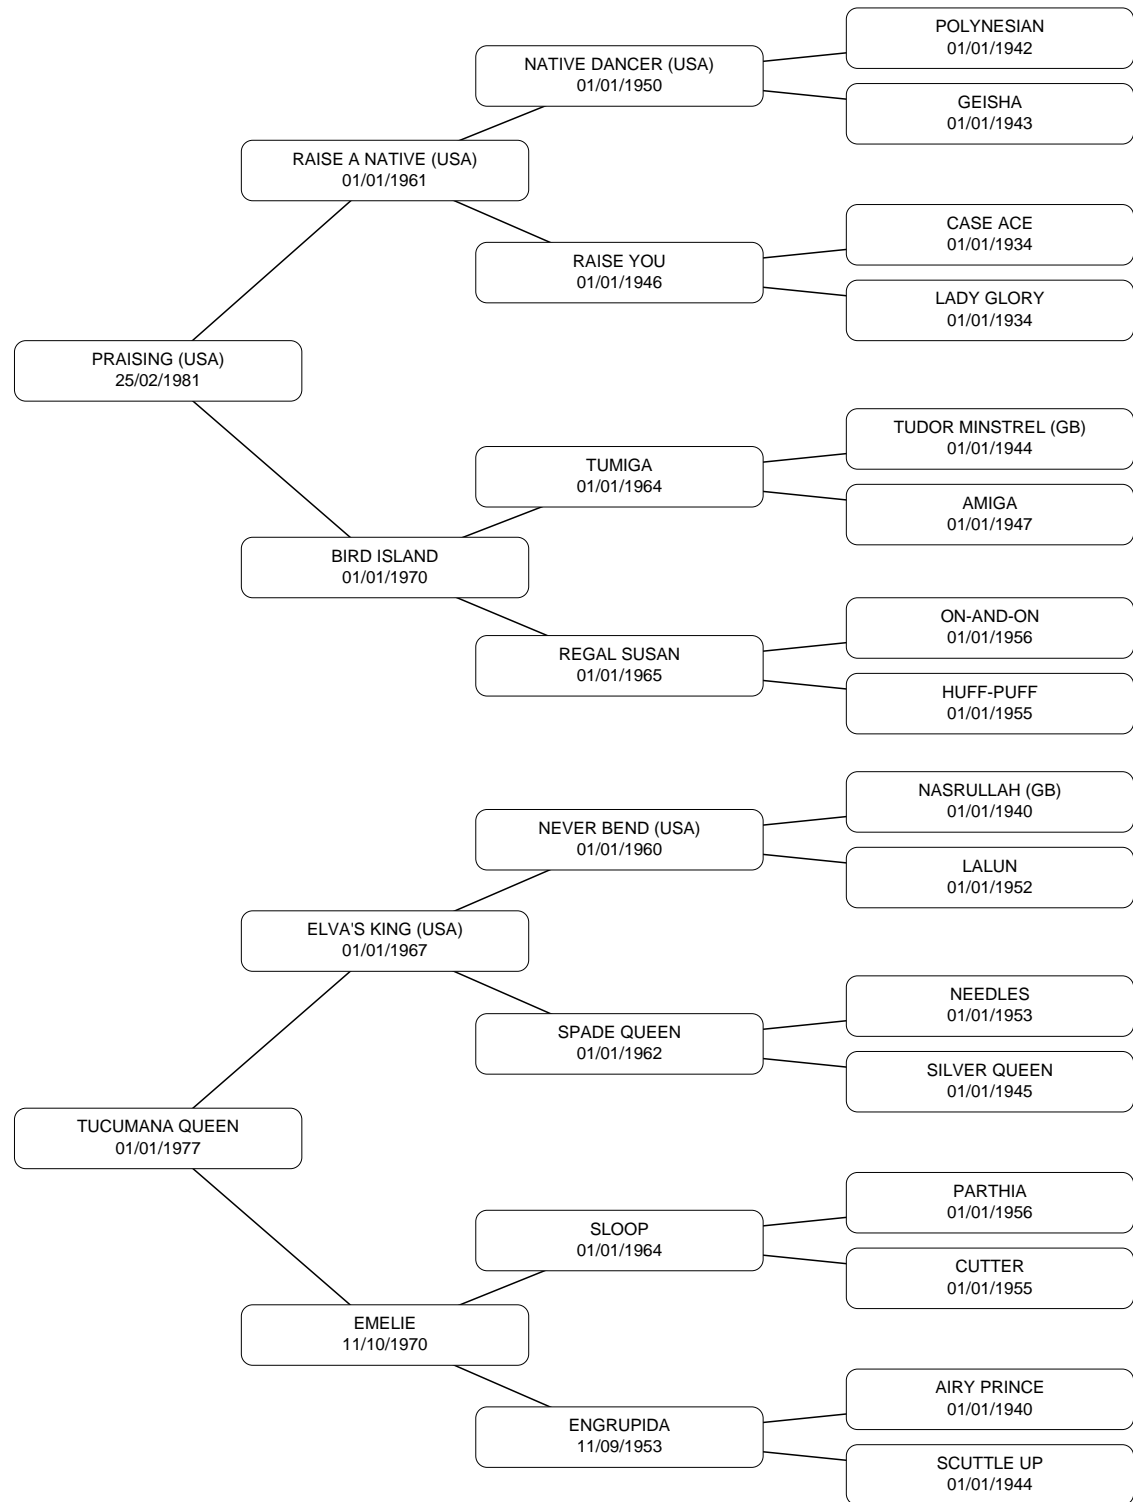 POLYNESIAN
01/01/1942
NATIVE DANCER (USA)
01/01/1950
GEISHA
01/01/1943
RAISE A NATIVE (USA)
01/01/1961
CASE ACE
01/01/1934
RAISE YOU
01/01/1946
LADY GLORY
01/01/1934
PRAISING (USA)
25/02/1981
TUDOR MINSTREL (GB)
01/01/1944
TUMIGA
01/01/1964
AMIGA
01/01/1947
BIRD ISLAND
01/01/1970
ON-AND-ON
01/01/1956
REGAL SUSAN
01/01/1965
HUFF-PUFF
01/01/1955
NASRULLAH (GB)
01/01/1940
NEVER BEND (USA)
01/01/1960
LALUN
01/01/1952
ELVA'S KING (USA)
01/01/1967
NEEDLES
01/01/1953
SPADE QUEEN
01/01/1962
SILVER QUEEN
01/01/1945
TUCUMANA QUEEN
01/01/1977
PARTHIA
01/01/1956
SLOOP
01/01/1964
CUTTER
01/01/1955
EMELIE
11/10/1970
AIRY PRINCE
01/01/1940
ENGRUPIDA
11/09/1953
SCUTTLE UP
01/01/1944